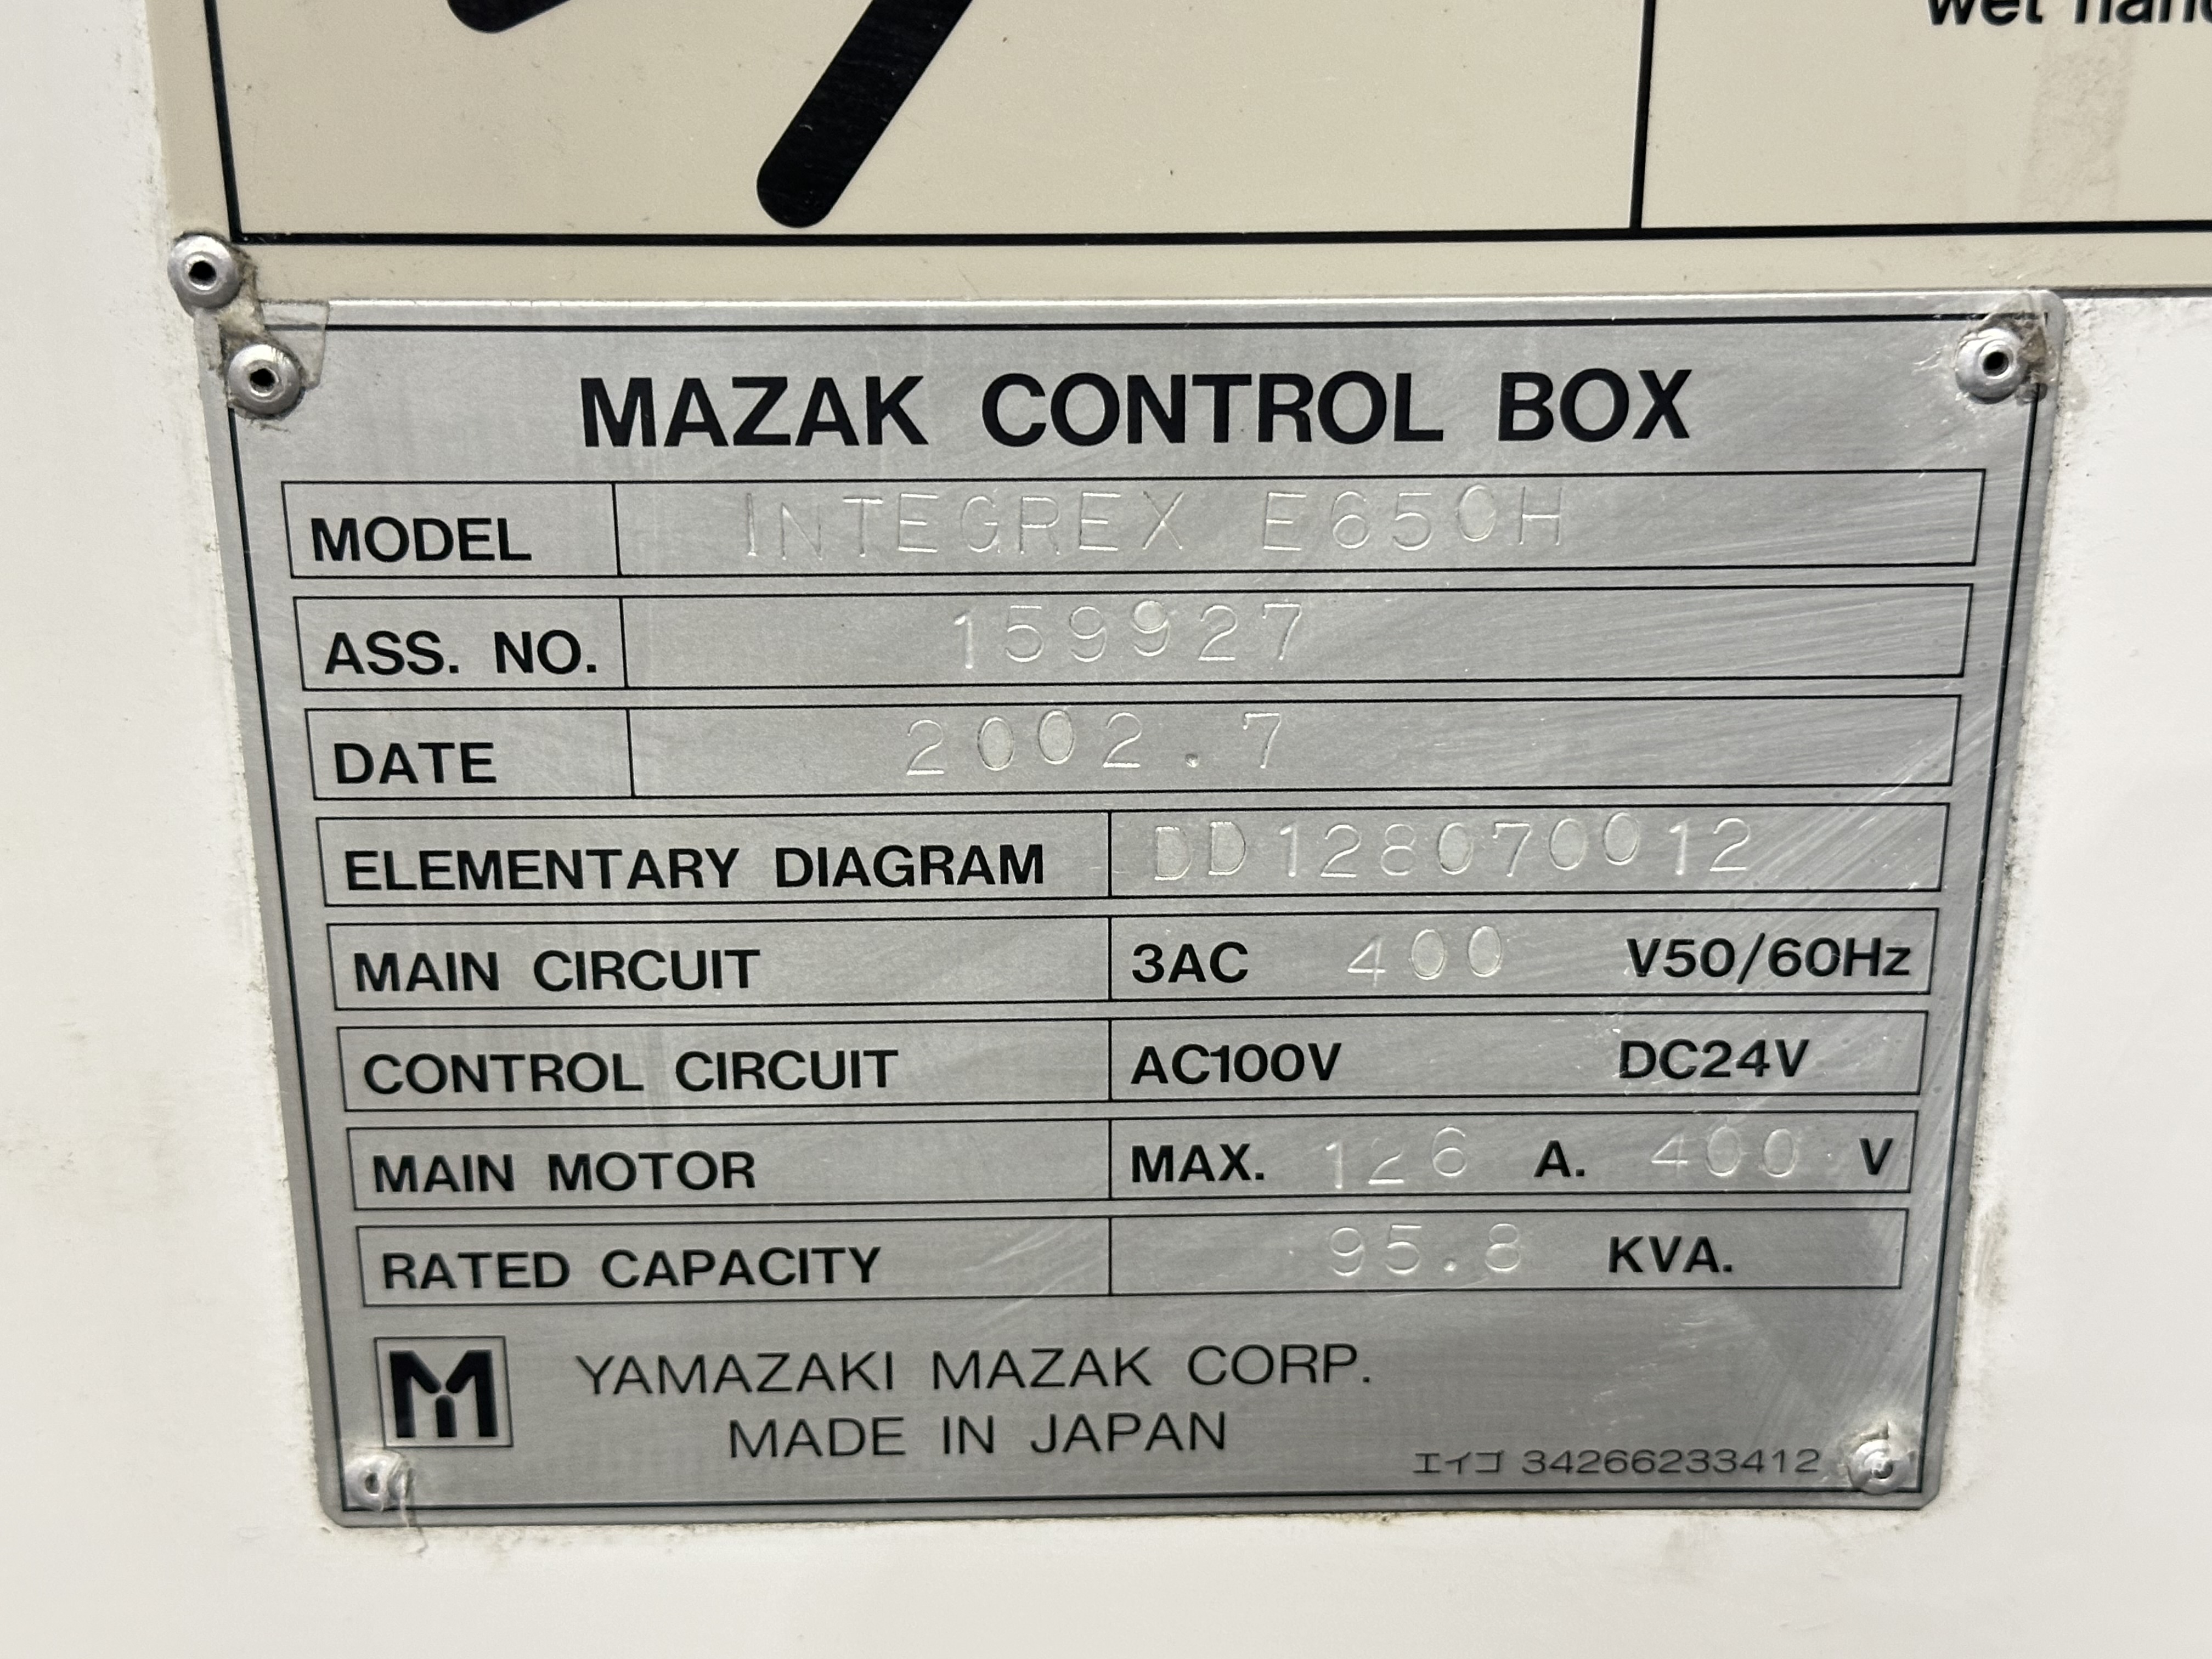 wet hand
MAZAK CONTROL BOX
MODEL INTEGREX E650H
ASS. NO. 159927
DATE 2002.7
ELEMENTARY DIAGRAM DD128070012
MAIN CIRCUIT 3AC 400 V50/60Hz
CONTROL CIRCUIT AC100V DC24V
MAIN MOTOR MAX. 126 A. 400 V
RATED CAPACITY 95.8 KVA.
YAMAZAKI MAZAK CORP.
MADE IN JAPAN
エイコ 34266233412